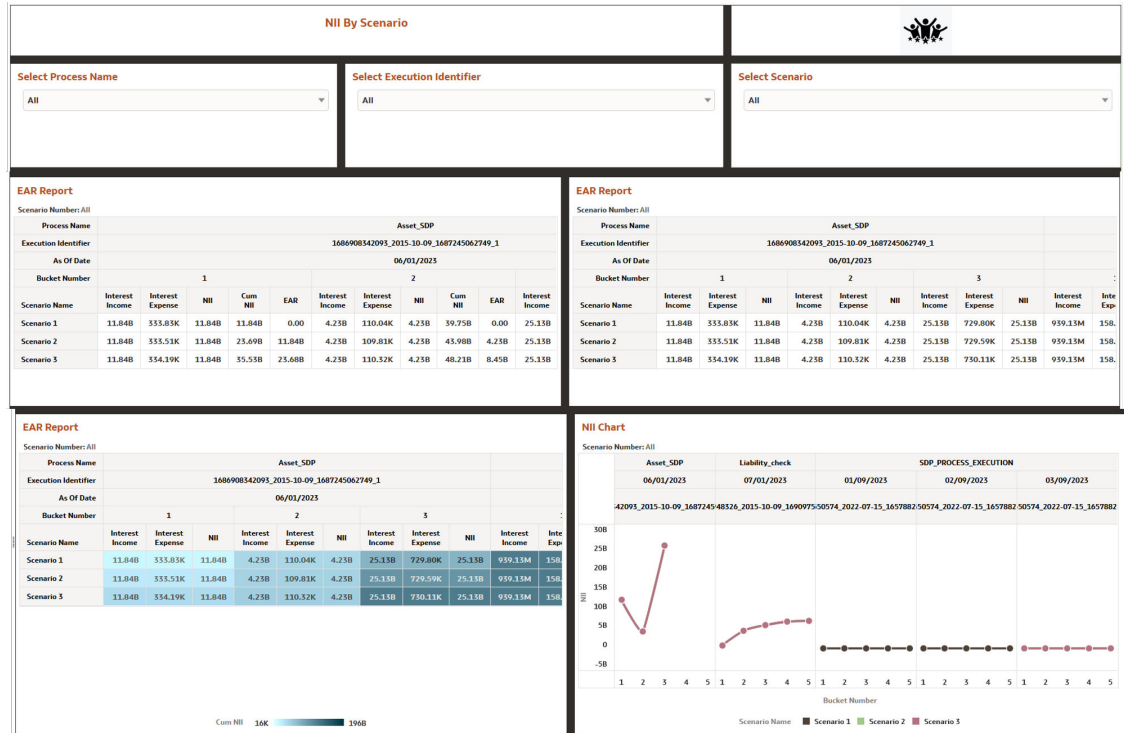 NII By Scenario
Select Process Name
All
Select Execution Identifier
All
Select Scenario
All
EAR Report
Scenario Number: All
Process Name Asset_SDP
Execution Identifier 1686908342093_2015-10-09_1687245062749_1
As Of Date 06/01/2023
Bucket Number 1 2
Scenario Name Interest Income Interest Expense NII Cum NII EAR Interest Income Interest Expense NII Cum NII EAR Interest Income
Scenario 1 11.84B 333.83K 11.84B 11.84B 0.00 4.23B 110.04K 4.23B 39.75B 0.00 25.13B
Scenario 2 11.84B 333.51K 11.84B 23.69B 11.84B 4.23B 109.81K 4.23B 43.98B 4.23B 25.13B
Scenario 3 11.84B 334.19K 11.84B 35.53B 23.68B 4.23B 110.32K 4.23B 48.21B 8.45B 25.13B
EAR Report
Scenario Number: All
Process Name Asset_SDP
Execution Identifier 1686908342093_2015-10-09_1687245062749_1
As Of Date 06/01/2023
Bucket Number 1 2 3
Scenario Name Interest Income Interest Expense NII Interest Income Interest Expense NII Interest Income Interest Expense NII Interest Income
Scenario 1 11.84B 333.83K 11.84B 4.23B 110.04K 4.23B 25.13B 729.80K 25.13B 939.13M 158.
Scenario 2 11.84B 333.51K 11.84B 4.23B 109.81K 4.23B 25.13B 729.59K 25.13B 939.13M 158.
Scenario 3 11.84B 334.19K 11.84B 4.23B 110.32K 4.23B 25.13B 730.11K 25.13B 939.13M 158.
EAR Report
Scenario Number: All
Process Name Asset_SDP
Execution Identifier 1686908342093_2015-10-09_1687245062749_1
As Of Date 06/01/2023
Bucket Number 1 2 3
Scenario Name Interest Income Interest Expense NII Interest Income Interest Expense NII Interest Income Interest Expense NII Interest Income
Scenario 1 11.84B 333.83K 11.84B 4.23B 110.04K 4.23B 25.13B 729.80K 25.13B 939.13M 158.
Scenario 2 11.84B 333.51K 11.84B 4.23B 109.81K 4.23B 25.13B 729.59K 25.13B 939.13M 158.
Scenario 3 11.84B 334.19K 11.84B 4.23B 110.32K 4.23B 25.13B 730.11K 25.13B 939.13M 158.
Cum NII 16K 196B
NII Chart
Scenario Number: All
Asset_SDP Liability_check SDP_PROCESS_EXECUTION
06/01/2023 07/01/2023 01/09/2023 02/09/2023 03/09/2023
30B
25B
20B
15B
10B
5B
0
-5B
NII
1 2 3 4 5 1 2 3 4 5 1 2 3 4 5 1 2 3 4 5 1 2 3 4 5
Bucket Number
Scenario Name Scenario 1 Scenario 2 Scenario 3